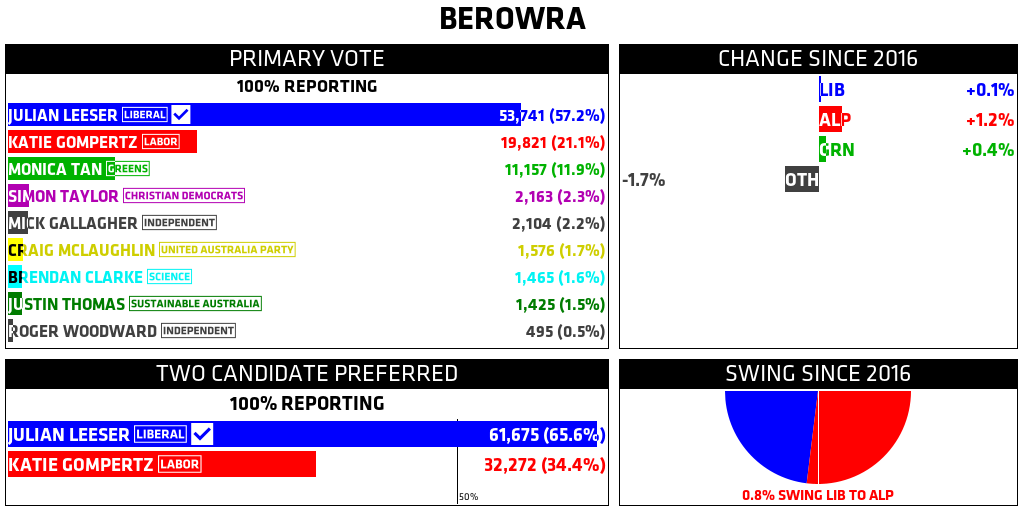 BEROWRA
PRIMARY VOTE
100% REPORTING
JULIAN LEESER LIBERAL 53,741 (57.2%)
KATIE GOMPERTZ LABOR 19,821 (21.1%)
MONICA TAN GREENS 11,157 (11.9%)
SIMON TAYLOR CHRISTIAN DEMOCRATS 2,163 (2.3%)
MICK GALLAGHER INDEPENDENT 2,104 (2.2%)
CRAIG MCLAUGHLIN UNITED AUSTRALIA PARTY 1,576 (1.7%)
BRENDAN CLARKE SCIENCE 1,465 (1.6%)
JUSTIN THOMAS SUSTAINABLE AUSTRALIA 1,425 (1.5%)
ROGER WOODWARD INDEPENDENT 495 (0.5%)
CHANGE SINCE 2016
LIB +0.1%
ALP +1.2%
GRN +0.4%
-1.7% OTH
TWO CANDIDATE PREFERRED
100% REPORTING
JULIAN LEESER LIBERAL 61,675 (65.6%)
KATIE GOMPERTZ LABOR 32,272 (34.4%)
50%
SWING SINCE 2016
0.8% SWING LIB TO ALP